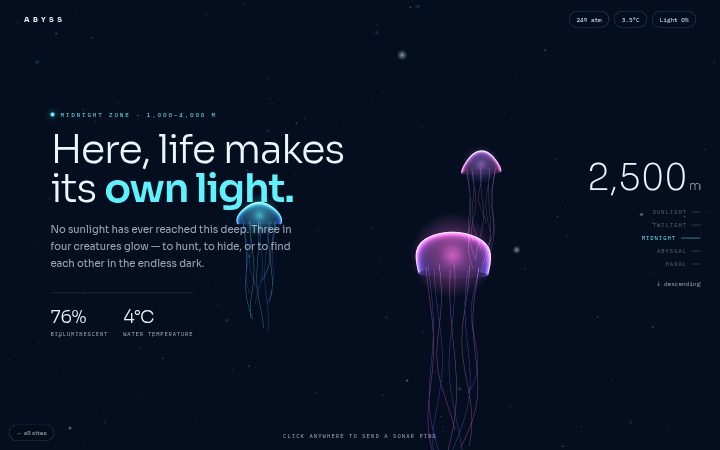 ABYSS
249 atm
3.5°C
Light 0%
MIDNIGHT ZONE · 1,000–4,000 M
Here, life makes
its own light.
No sunlight has ever reached this deep. Three in
four creatures glow — to hunt, to hide, or to find
each other in the endless dark.
76%
BIOLUMINESCENT
4°C
WATER TEMPERATURE
2,500m
SUNLIGHT
TWILIGHT
MIDNIGHT
ABYSSAL
HADAL
↓ descending
← all sites
CLICK ANYWHERE TO SEND A SONAR PING